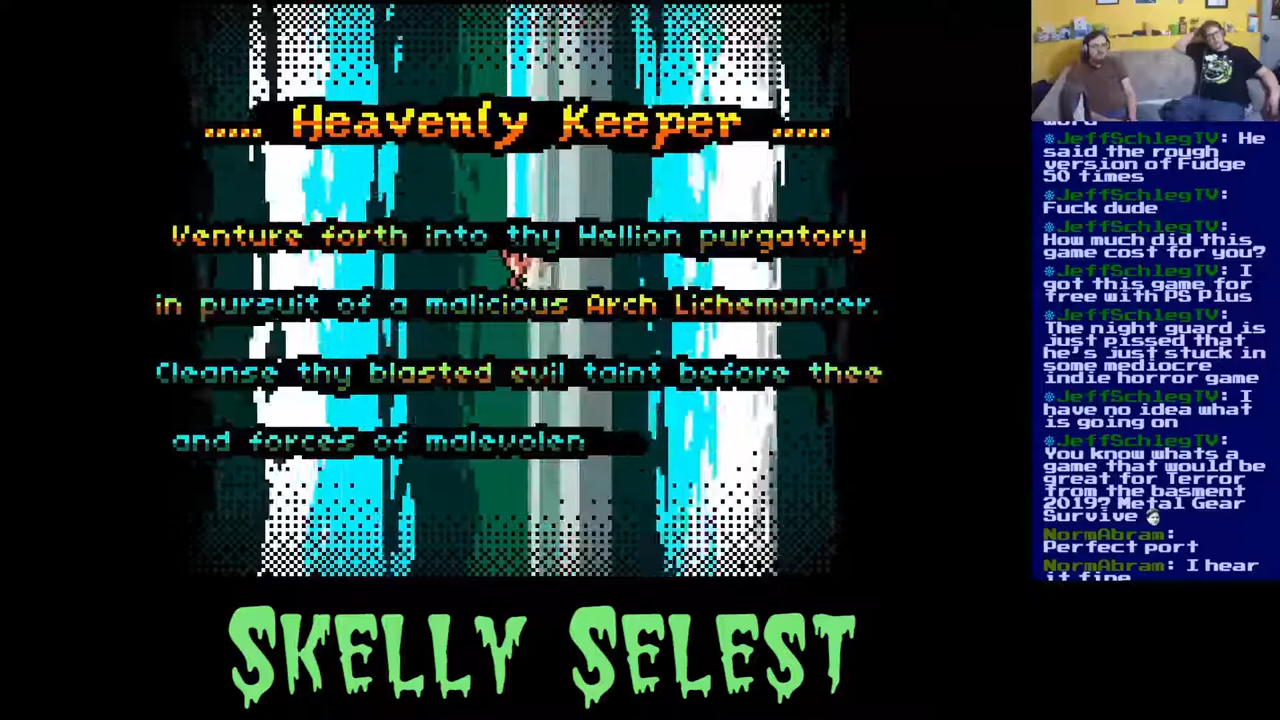 ..... Heavenly Keeper .....
Venture forth into thy Hellion purgatory
in pursuit of a malicious Arch Lichemancer.
Cleanse thy blasted evil taint before thee
and forces of malevolen
SKELLY SELEST
word
JeffSchlegTV: He
said the rough
version of Fudge
50 times
JeffSchlegTV:
Fuck dude
JeffSchlegTV:
How much did this
game cost for you?
JeffSchlegTV: I
got this game for
free with PS Plus
JeffSchlegTV:
The night guard is
just pissed that
he's just stuck in
some mediocre
indie horror game
JeffSchlegTV: I
have no idea what
is going on
JeffSchlegTV:
You know whats a
game that would be
great for Terror
from the basment
2019? Metal Gear
Survive
NormAbram:
Perfect port
NormAbram: I hear
it fine